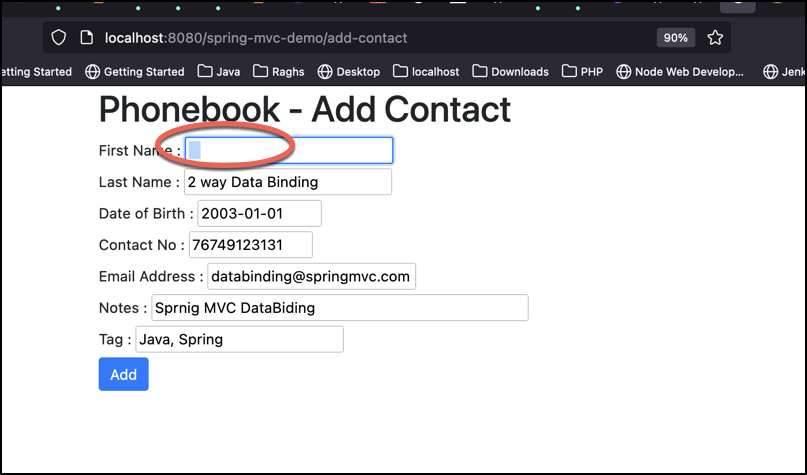 localhost:8080/spring-mvc-demo/add-contact 90%
etting Started Getting Started Java Raghs Desktop localhost Downloads PHP Node Web Develop... Jenk
Phonebook - Add Contact
First Name :
Last Name : 2 way Data Binding
Date of Birth : 2003-01-01
Contact No : 76749123131
Email Address : databinding@springmvc.com
Notes : Sprnig MVC DataBiding
Tag : Java, Spring
Add